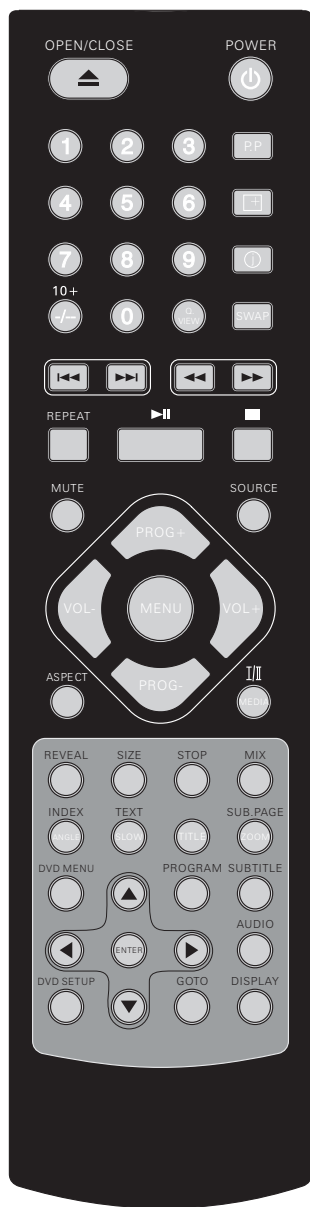 OPEN/CLOSE POWER
1 2 3 P.P
4 5 6
7 8 9
10+
-/-- 0 Q.VIEW SWAP
REPEAT
MUTE SOURCE
PROG+
VOL- MENU VOL+
PROG-
ASPECT I/II
MEDIA
REVEAL SIZE STOP MIX
INDEX TEXT SUB.PAGE
ANGLE SLOW TITLE ZOOM
DVD MENU PROGRAM SUBTITLE
AUDIO
ENTER
DVD SETUP GOTO DISPLAY